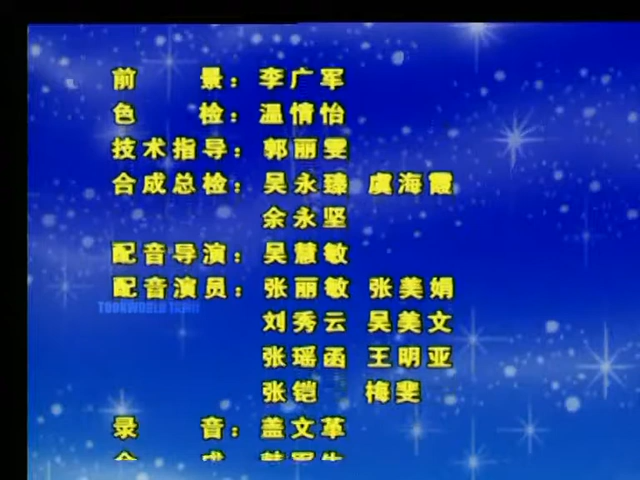 前 景：李广军
色 检：温情怡
技术指导：郭丽雯
合成总检：吴永臻 虞海霞
余永坚
配音导演：吴慧敏
配音演员：张丽敏 张美娟
TOONWORLD TAMIL
刘秀云 吴美文
张瑶函 王明亚
张铠 梅斐
录 音：盖文革